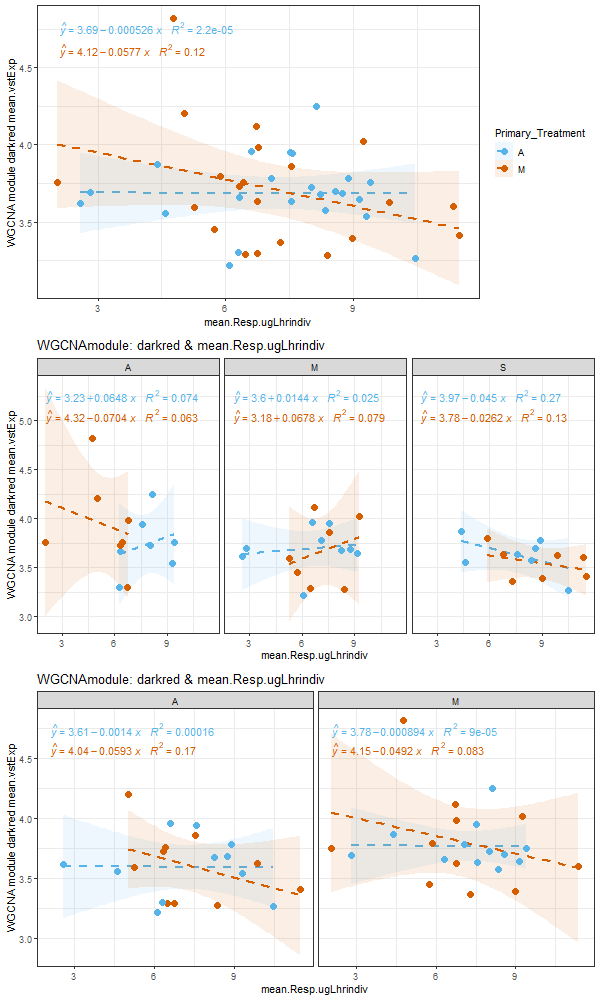 ŷ = 3.69−0.000526 x R² = 2.2e-05
ŷ = 4.12−0.0577 x R² = 0.12
4.5
4.0
3.5
WGCNA module darkred mean.vstExp
3
6
9
mean.Resp.ugLhrindiv
Primary_Treatment
A
M
WGCNAmodule: darkred & mean.Resp.ugLhrindiv
A
M
S
ŷ = 3.23+0.0648 x R² = 0.074
ŷ = 4.32−0.0704 x R² = 0.063
ŷ = 3.6+0.0144 x R² = 0.025
ŷ = 3.18+0.0678 x R² = 0.079
ŷ = 3.97−0.045 x R² = 0.27
ŷ = 3.78−0.0262 x R² = 0.13
5.0
4.5
4.0
3.5
3.0
WGCNA module darkred mean.vstExp
3
6
9
3
6
9
3
6
9
mean.Resp.ugLhrindiv
WGCNAmodule: darkred & mean.Resp.ugLhrindiv
A
M
ŷ = 3.61−0.0014 x R² = 0.00016
ŷ = 4.04−0.0593 x R² = 0.17
ŷ = 3.78−0.000894 x R² = 9e-05
ŷ = 4.15−0.0492 x R² = 0.083
4.5
4.0
3.5
3.0
WGCNA module darkred mean.vstExp
3
6
9
3
6
9
mean.Resp.ugLhrindiv